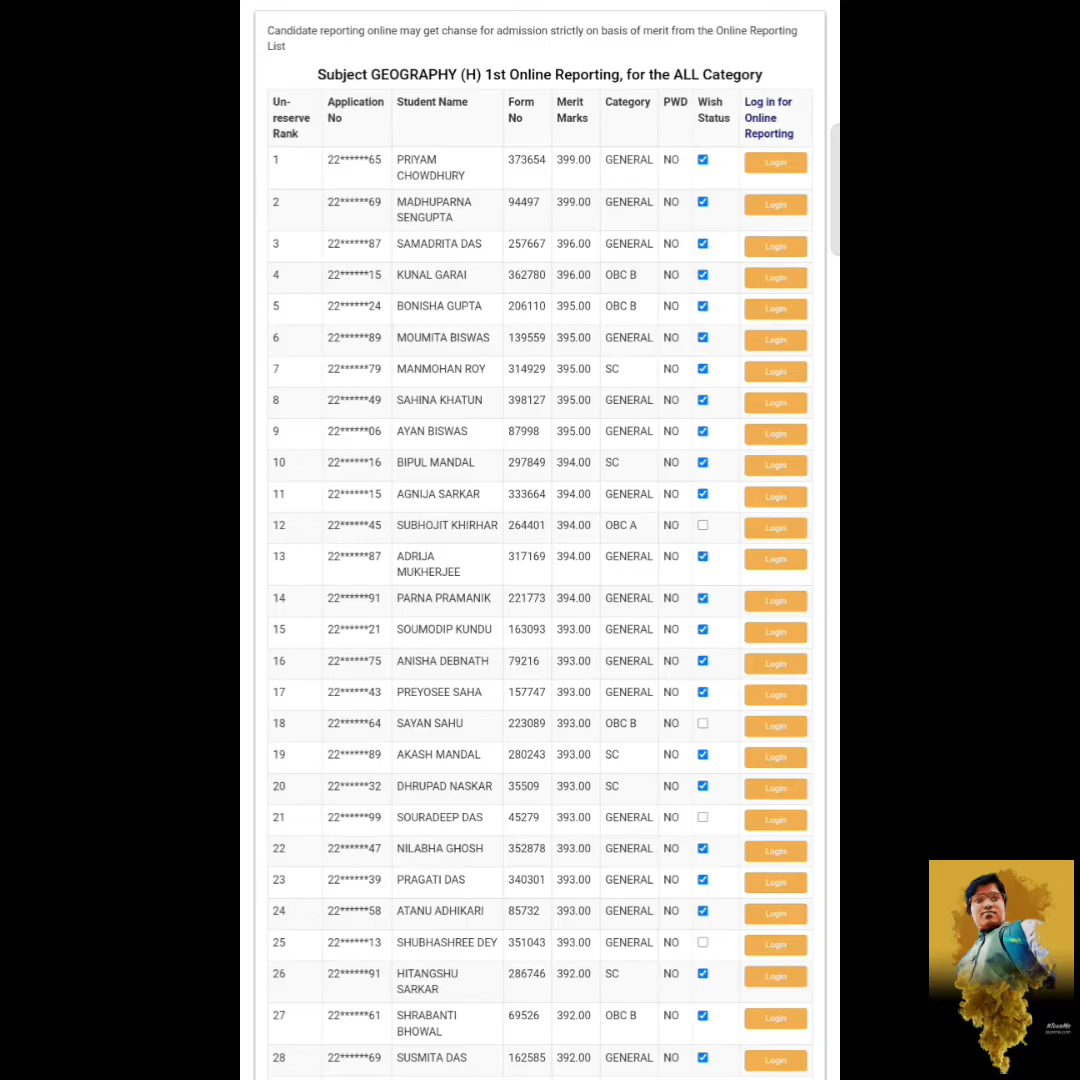 Candidate reporting online may get chanse for admission strictly on basis of merit from the Online Reporting
List
Subject GEOGRAPHY (H) 1st Online Reporting, for the ALL Category
Un-reserve Rank Application No Student Name Form No Merit Marks Category PWD Wish Status Log in for Online Reporting
1 22******65 PRIYAM CHOWDHURY 373654 399.00 GENERAL NO Login
2 22******69 MADHUPARNA SENGUPTA 94497 399.00 GENERAL NO Login
3 22******87 SAMADRITA DAS 257667 396.00 GENERAL NO Login
4 22******15 KUNAL GARAI 362780 396.00 OBC B NO Login
5 22******24 BONISHA GUPTA 206110 395.00 OBC B NO Login
6 22******89 MOUMITA BISWAS 139559 395.00 GENERAL NO Login
7 22******79 MANMOHAN ROY 314929 395.00 SC NO Login
8 22******49 SAHINA KHATUN 398127 395.00 GENERAL NO Login
9 22******06 AYAN BISWAS 87998 395.00 GENERAL NO Login
10 22******16 BIPUL MANDAL 297849 394.00 SC NO Login
11 22******15 AGNIJA SARKAR 333664 394.00 GENERAL NO Login
12 22******45 SUBHOJIT KHIRHAR 264401 394.00 OBC A NO Login
13 22******87 ADRIJA MUKHERJEE 317169 394.00 GENERAL NO Login
14 22******91 PARNA PRAMANIK 221773 394.00 GENERAL NO Login
15 22******21 SOUMODIP KUNDU 163093 393.00 GENERAL NO Login
16 22******75 ANISHA DEBNATH 79216 393.00 GENERAL NO Login
17 22******43 PREYOSEE SAHA 157747 393.00 GENERAL NO Login
18 22******64 SAYAN SAHU 223089 393.00 OBC B NO Login
19 22******89 AKASH MANDAL 280243 393.00 SC NO Login
20 22******32 DHRUPAD NASKAR 35509 393.00 SC NO Login
21 22******99 SOURADEEP DAS 45279 393.00 GENERAL NO Login
22 22******47 NILABHA GHOSH 352878 393.00 GENERAL NO Login
23 22******39 PRAGATI DAS 340301 393.00 GENERAL NO Login
24 22******58 ATANU ADHIKARI 85732 393.00 GENERAL NO Login
25 22******13 SHUBHASHREE DEY 351043 393.00 GENERAL NO Login
26 22******91 HITANGSHU SARKAR 286746 392.00 SC NO Login
27 22******61 SHRABANTI BHOWAL 69526 392.00 OBC B NO Login
28 22******69 SUSMITA DAS 162585 392.00 GENERAL NO Login
#ToonMe